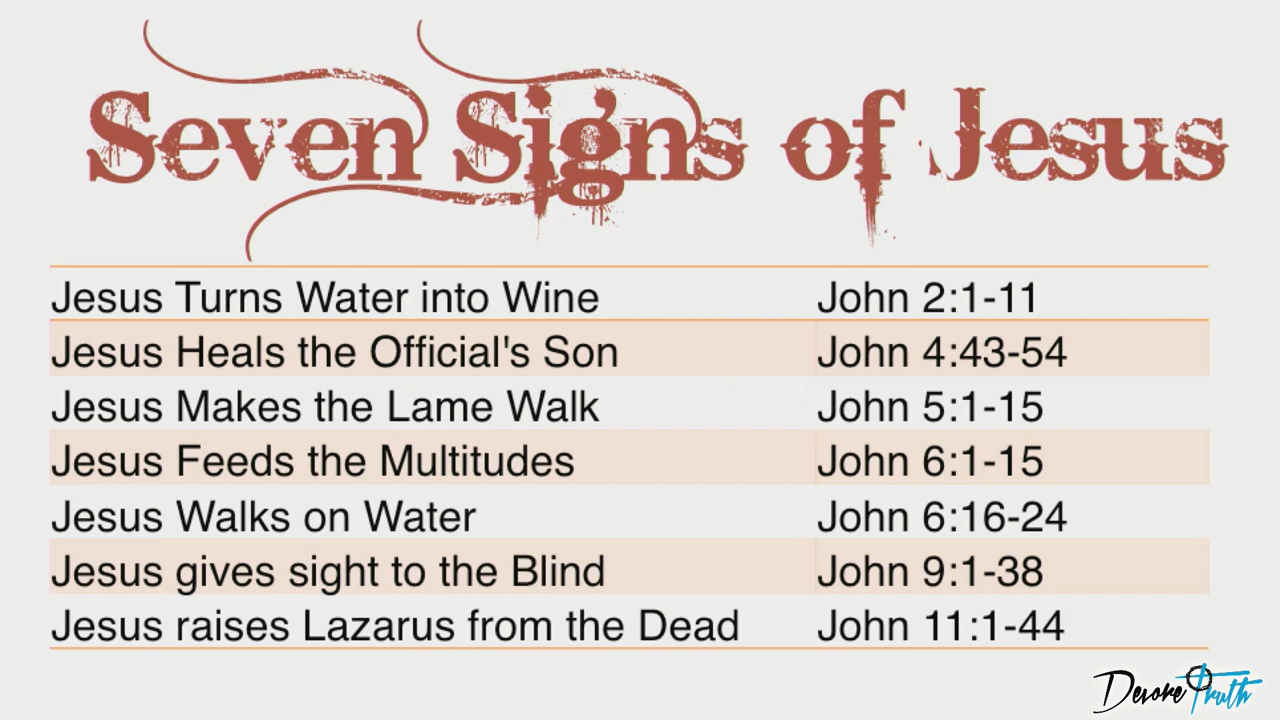 Seven Signs of Jesus
Jesus Turns Water into Wine John 2:1-11
Jesus Heals the Official's Son John 4:43-54
Jesus Makes the Lame Walk John 5:1-15
Jesus Feeds the Multitudes John 6:1-15
Jesus Walks on Water John 6:16-24
Jesus gives sight to the Blind John 9:1-38
Jesus raises Lazarus from the Dead John 11:1-44
Devore Truth